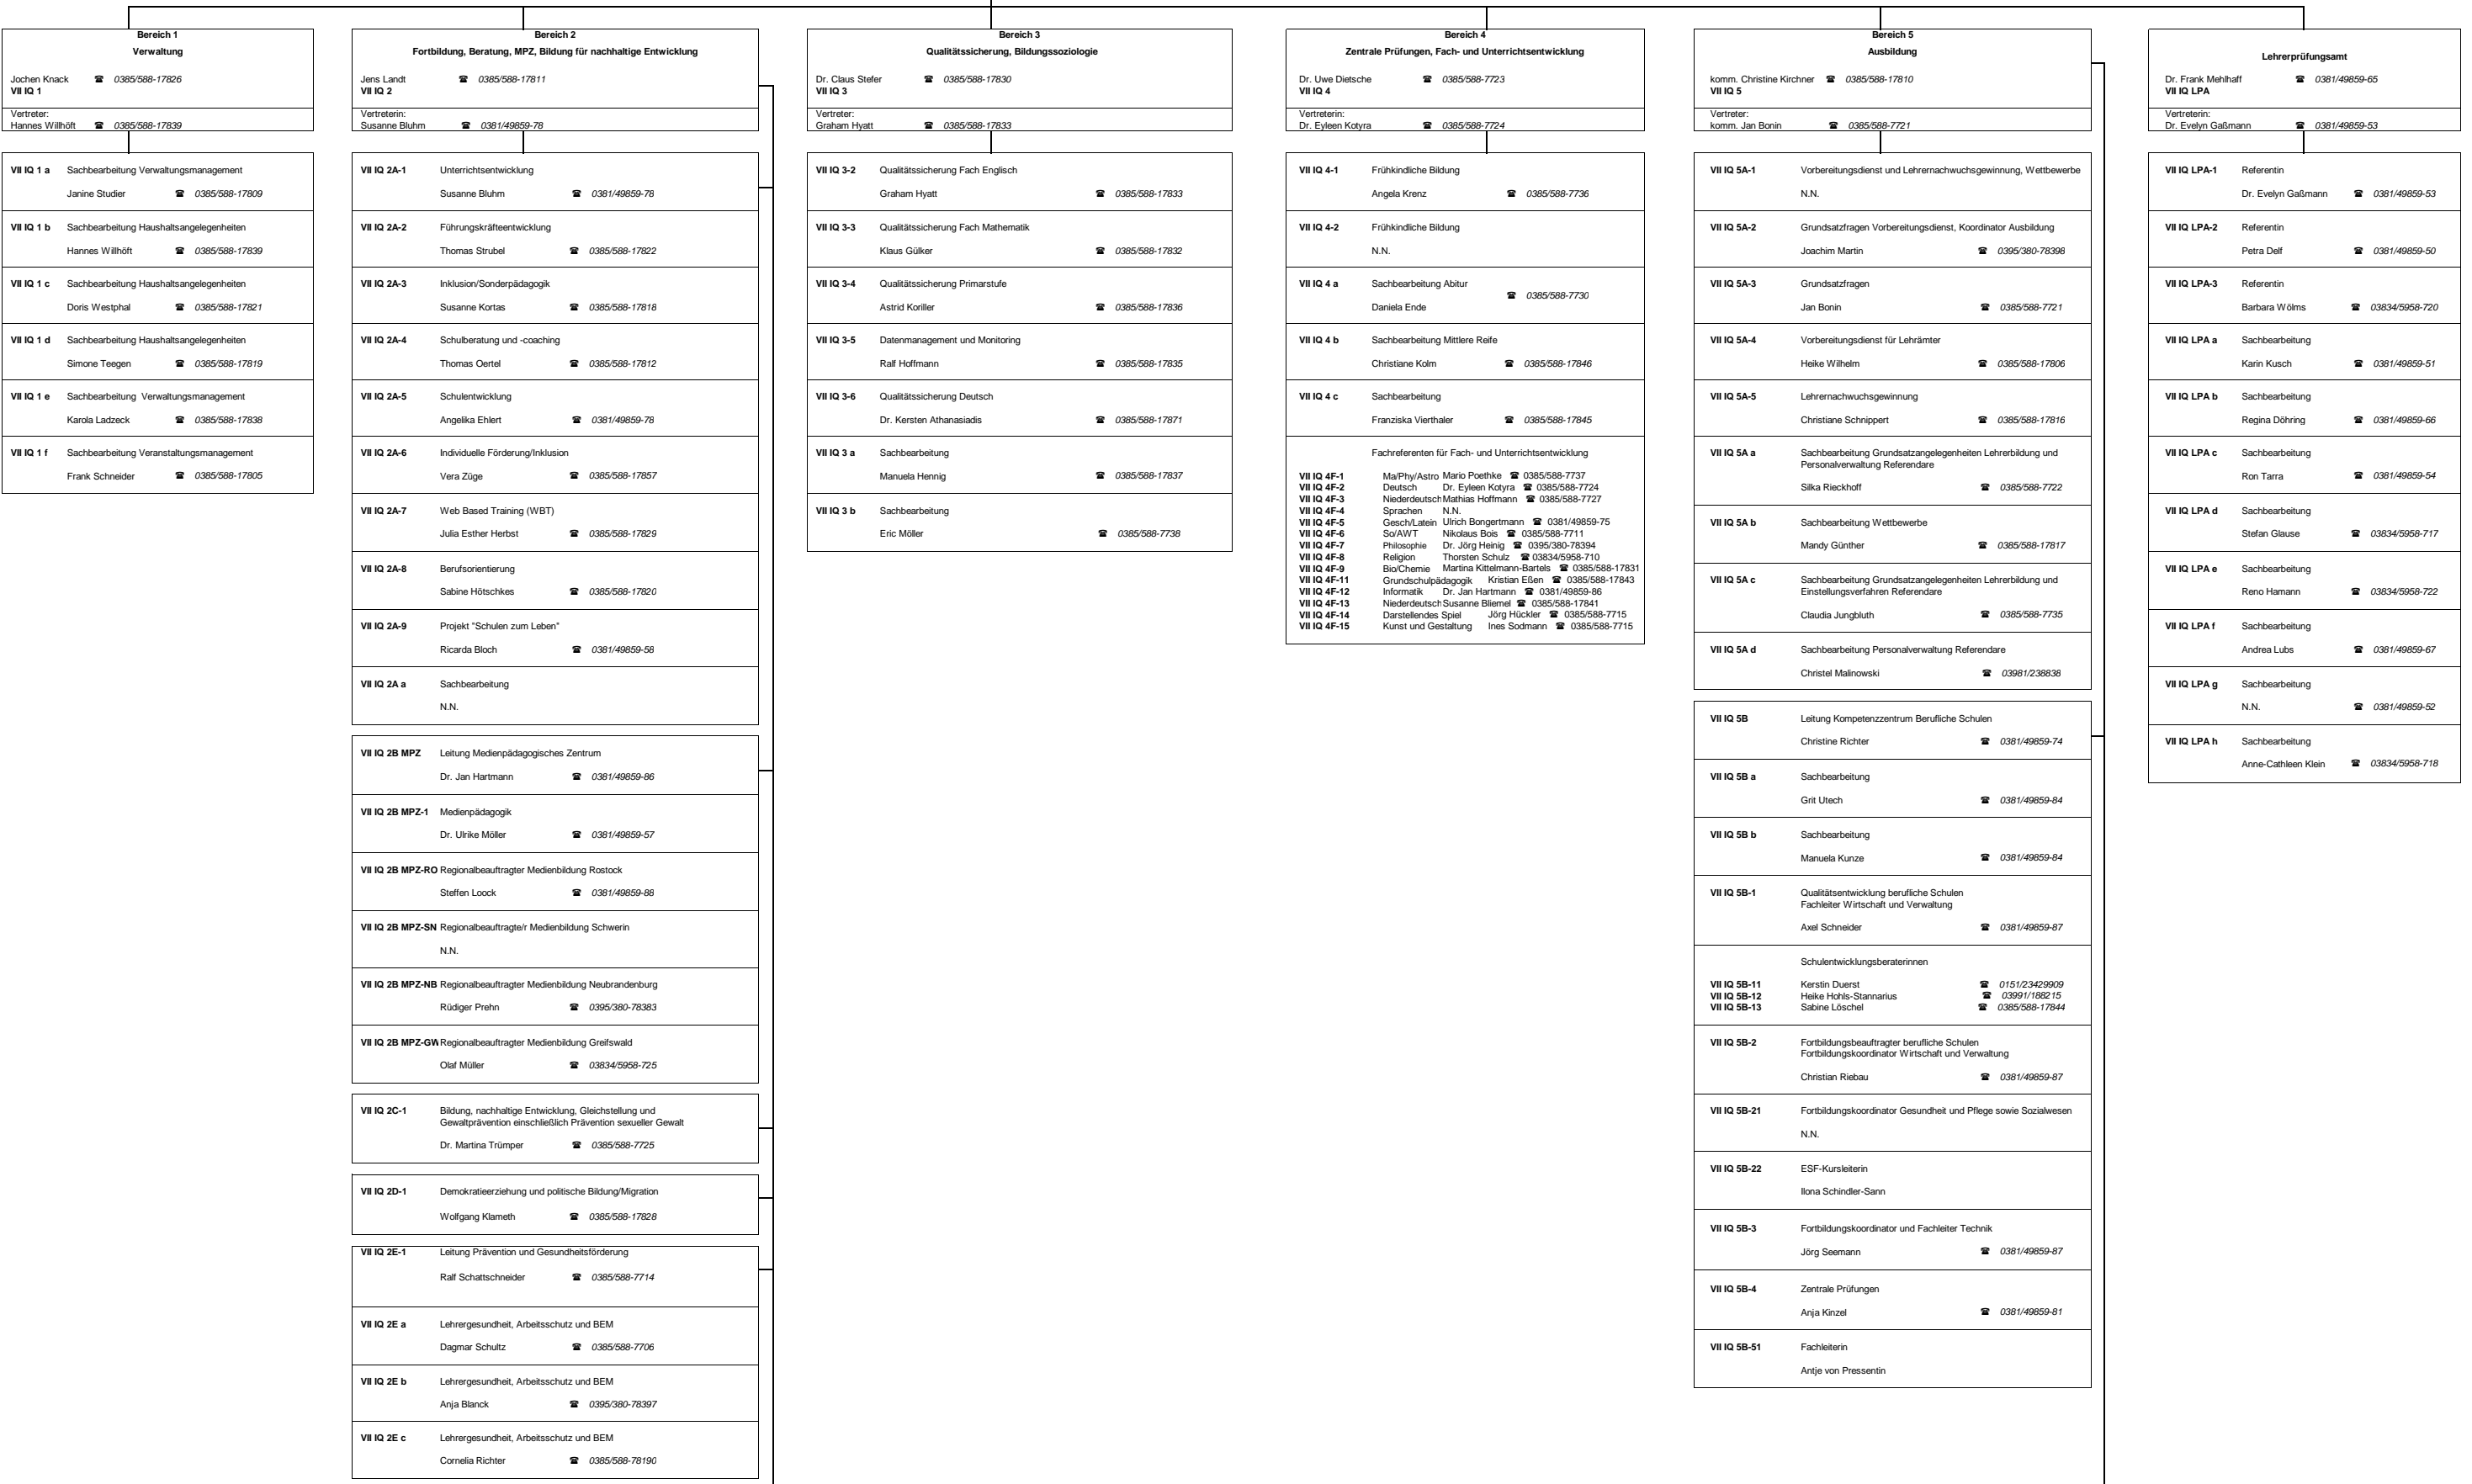 Bereich 1
Verwaltung
Jochen Knack ☎ 0385/588-17826
VII IQ 1
Vertreter:
Hannes Willhöft ☎ 0385/588-17839
VII IQ 1 a Sachbearbeitung Verwaltungsmanagement
Janine Studier ☎ 0385/588-17809
VII IQ 1 b Sachbearbeitung Haushaltsangelegenheiten
Hannes Willhöft ☎ 0385/588-17839
VII IQ 1 c Sachbearbeitung Haushaltsangelegenheiten
Doris Westphal ☎ 0385/588-17821
VII IQ 1 d Sachbearbeitung Haushaltsangelegenheiten
Simone Teegen ☎ 0385/588-17819
VII IQ 1 e Sachbearbeitung Verwaltungsmanagement
Karola Ladzeck ☎ 0385/588-17838
VII IQ 1 f Sachbearbeitung Veranstaltungsmanagement
Frank Schneider ☎ 0385/588-17805
Bereich 2
Fortbildung, Beratung, MPZ, Bildung für nachhaltige Entwicklung
Jens Landt ☎ 0385/588-17811
VII IQ 2
Vertreterin:
Susanne Bluhm ☎ 0381/49859-78
VII IQ 2A-1 Unterrichtsentwicklung
Susanne Bluhm ☎ 0381/49859-78
VII IQ 2A-2 Führungskräfteentwicklung
Thomas Strubel ☎ 0385/588-17822
VII IQ 2A-3 Inklusion/Sonderpädagogik
Susanne Kortas ☎ 0385/588-17818
VII IQ 2A-4 Schulberatung und -coaching
Thomas Oertel ☎ 0385/588-17812
VII IQ 2A-5 Schulentwicklung
Angelika Ehlert ☎ 0381/49859-78
VII IQ 2A-6 Individuelle Förderung/Inklusion
Vera Züge ☎ 0385/588-17857
VII IQ 2A-7 Web Based Training (WBT)
Julia Esther Herbst ☎ 0385/588-17829
VII IQ 2A-8 Berufsorientierung
Sabine Hötschkes ☎ 0385/588-17820
VII IQ 2A-9 Projekt "Schulen zum Leben"
Ricarda Bloch ☎ 0381/49859-58
VII IQ 2A a Sachbearbeitung
N.N.
VII IQ 2B MPZ Leitung Medienpädagogisches Zentrum
Dr. Jan Hartmann ☎ 0381/49859-86
VII IQ 2B MPZ-1 Medienpädagogik
Dr. Ulrike Möller ☎ 0381/49859-57
VII IQ 2B MPZ-RO Regionalbeauftragter Medienbildung Rostock
Steffen Loock ☎ 0381/49859-88
VII IQ 2B MPZ-SN Regionalbeauftragte/r Medienbildung Schwerin
N.N.
VII IQ 2B MPZ-NB Regionalbeauftragter Medienbildung Neubrandenburg
Rüdiger Prehn ☎ 0395/380-78383
VII IQ 2B MPZ-GW Regionalbeauftragter Medienbildung Greifswald
Olaf Müller ☎ 03834/5958-725
VII IQ 2C-1 Bildung, nachhaltige Entwicklung, Gleichstellung und
Gewaltprävention einschließlich Prävention sexueller Gewalt
Dr. Martina Trümper ☎ 0385/588-7725
VII IQ 2D-1 Demokratieerziehung und politische Bildung/Migration
Wolfgang Klameth ☎ 0385/588-17828
VII IQ 2E-1 Leitung Prävention und Gesundheitsförderung
Ralf Schattschneider ☎ 0385/588-7714
VII IQ 2E a Lehrergesundheit, Arbeitsschutz und BEM
Dagmar Schultz ☎ 0385/588-7706
VII IQ 2E b Lehrergesundheit, Arbeitsschutz und BEM
Anja Blanck ☎ 0395/380-78397
VII IQ 2E c Lehrergesundheit, Arbeitsschutz und BEM
Cornelia Richter ☎ 0385/588-78190
Bereich 3
Qualitätssicherung, Bildungssoziologie
Dr. Claus Stefer ☎ 0385/588-17830
VII IQ 3
Vertreter:
Graham Hyatt ☎ 0385/588-17833
VII IQ 3-2 Qualitätssicherung Fach Englisch
Graham Hyatt ☎ 0385/588-17833
VII IQ 3-3 Qualitätssicherung Fach Mathematik
Klaus Gülker ☎ 0385/588-17832
VII IQ 3-4 Qualitätssicherung Primarstufe
Astrid Koriller ☎ 0385/588-17836
VII IQ 3-5 Datenmanagement und Monitoring
Ralf Hoffmann ☎ 0385/588-17835
VII IQ 3-6 Qualitätssicherung Deutsch
Dr. Kersten Athanasiadis ☎ 0385/588-17871
VII IQ 3 a Sachbearbeitung
Manuela Hennig ☎ 0385/588-17837
VII IQ 3 b Sachbearbeitung
Eric Möller ☎ 0385/588-7738
Bereich 4
Zentrale Prüfungen, Fach- und Unterrichtsentwicklung
Dr. Uwe Dietsche ☎ 0385/588-7723
VII IQ 4
Vertreterin:
Dr. Eyleen Kotyra ☎ 0385/588-7724
VII IQ 4-1 Frühkindliche Bildung
Angela Krenz ☎ 0385/588-7736
VII IQ 4-2 Frühkindliche Bildung
N.N.
VII IQ 4 a Sachbearbeitung Abitur
☎ 0385/588-7730
Daniela Ende
VII IQ 4 b Sachbearbeitung Mittlere Reife
Christiane Kolm ☎ 0385/588-17846
VII IQ 4 c Sachbearbeitung
Franziska Vierthaler ☎ 0385/588-17845
Fachreferenten für Fach- und Unterrichtsentwicklung
VII IQ 4F-1 Ma/Phy/Astro Mario Poethke ☎ 0385/588-7737
VII IQ 4F-2 Deutsch Dr. Eyleen Kotyra ☎ 0385/588-7724
VII IQ 4F-3 Niederdeutsch Mathias Hoffmann ☎ 0385/588-7727
VII IQ 4F-4 Sprachen N.N.
VII IQ 4F-5 Gesch/Latein Ulrich Bongertmann ☎ 0381/49859-75
VII IQ 4F-6 So/AWT Nikolaus Bois ☎ 0385/588-7711
VII IQ 4F-7 Philosophie Dr. Jörg Heinig ☎ 0395/380-78394
VII IQ 4F-8 Religion Thorsten Schulz ☎ 03834/5958-710
VII IQ 4F-9 Bio/Chemie Martina Kittelmann-Bartels ☎ 0385/588-17831
VII IQ 4F-11 Grundschulpädagogik Kristian Eßen ☎ 0385/588-17843
VII IQ 4F-12 Informatik Dr. Jan Hartmann ☎ 0381/49859-86
VII IQ 4F-13 Niederdeutsch Susanne Bliemel ☎ 0385/588-17841
VII IQ 4F-14 Darstellendes Spiel Jörg Hückler ☎ 0385/588-7715
VII IQ 4F-15 Kunst und Gestaltung Ines Sodmann ☎ 0385/588-7715
Bereich 5
Ausbildung
komm. Christine Kirchner ☎ 0385/588-17810
VII IQ 5
Vertreter:
komm. Jan Bonin ☎ 0385/588-7721
VII IQ 5A-1 Vorbereitungsdienst und Lehrernachwuchsgewinnung, Wettbewerbe
N.N.
VII IQ 5A-2 Grundsatzfragen Vorbereitungsdienst, Koordinator Ausbildung
Joachim Martin ☎ 0395/380-78398
VII IQ 5A-3 Grundsatzfragen
Jan Bonin ☎ 0385/588-7721
VII IQ 5A-4 Vorbereitungsdienst für Lehrämter
Heike Wilhelm ☎ 0385/588-17806
VII IQ 5A-5 Lehrernachwuchsgewinnung
Christiane Schnippert ☎ 0385/588-17816
VII IQ 5A a Sachbearbeitung Grundsatzangelegenheiten Lehrerbildung und
Personalverwaltung Referendare
Silka Rieckhoff ☎ 0385/588-7722
VII IQ 5A b Sachbearbeitung Wettbewerbe
Mandy Günther ☎ 0385/588-17817
VII IQ 5A c Sachbearbeitung Grundsatzangelegenheiten Lehrerbildung und
Einstellungsverfahren Referendare
Claudia Jungbluth ☎ 0385/588-7735
VII IQ 5A d Sachbearbeitung Personalverwaltung Referendare
Christel Malinowski ☎ 03981/238838
VII IQ 5B Leitung Kompetenzzentrum Berufliche Schulen
Christine Richter ☎ 0381/49859-74
VII IQ 5B a Sachbearbeitung
Grit Utech ☎ 0381/49859-84
VII IQ 5B b Sachbearbeitung
Manuela Kunze ☎ 0381/49859-84
VII IQ 5B-1 Qualitätsentwicklung berufliche Schulen
Fachleiter Wirtschaft und Verwaltung
Axel Schneider ☎ 0381/49859-87
Schulentwicklungsberaterinnen
VII IQ 5B-11 Kerstin Duerst ☎ 0151/23429909
VII IQ 5B-12 Heike Hohls-Stannarius ☎ 03991/188215
VII IQ 5B-13 Sabine Löschel ☎ 0385/588-17844
VII IQ 5B-2 Fortbildungsbeauftragter berufliche Schulen
Fortbildungskoordinator Wirtschaft und Verwaltung
Christian Riebau ☎ 0381/49859-87
VII IQ 5B-21 Fortbildungskoordinator Gesundheit und Pflege sowie Sozialwesen
N.N.
VII IQ 5B-22 ESF-Kursleiterin
Ilona Schindler-Sann
VII IQ 5B-3 Fortbildungskoordinator und Fachleiter Technik
Jörg Seemann ☎ 0381/49859-87
VII IQ 5B-4 Zentrale Prüfungen
Anja Kinzel ☎ 0381/49859-81
VII IQ 5B-51 Fachleiterin
Antje von Pressentin
Lehrerprüfungsamt
Dr. Frank Mehlhaff ☎ 0381/49859-65
VII IQ LPA
Vertreterin:
Dr. Evelyn Gaßmann ☎ 0381/49859-53
VII IQ LPA-1 Referentin
Dr. Evelyn Gaßmann ☎ 0381/49859-53
VII IQ LPA-2 Referentin
Petra Delf ☎ 0381/49859-50
VII IQ LPA-3 Referentin
Barbara Wölms ☎ 03834/5958-720
VII IQ LPA a Sachbearbeitung
Karin Kusch ☎ 0381/49859-51
VII IQ LPA b Sachbearbeitung
Regina Döhring ☎ 0381/49859-66
VII IQ LPA c Sachbearbeitung
Ron Tarra ☎ 0381/49859-54
VII IQ LPA d Sachbearbeitung
Stefan Glause ☎ 03834/5958-717
VII IQ LPA e Sachbearbeitung
Reno Hamann ☎ 03834/5958-722
VII IQ LPA f Sachbearbeitung
Andrea Lubs ☎ 0381/49859-67
VII IQ LPA g Sachbearbeitung
N.N. ☎ 0381/49859-52
VII IQ LPA h Sachbearbeitung
Anne-Cathleen Klein ☎ 03834/5958-718